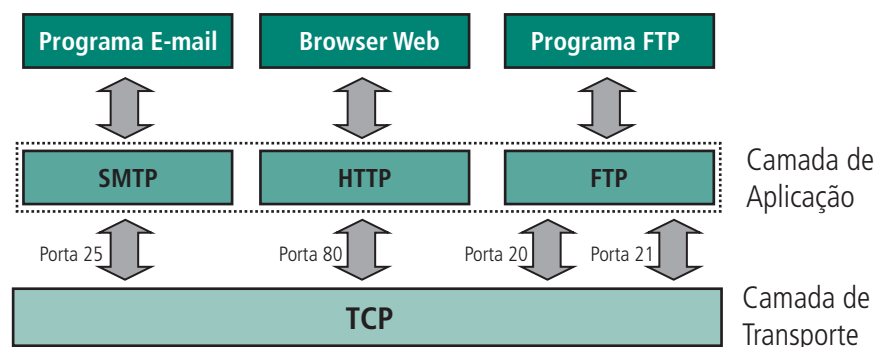 Programa E-mail
Browser Web
Programa FTP
SMTP
HTTP
FTP
Camada de
Aplicação
Porta 25
Porta 80
Porta 20
Porta 21
TCP
Camada de
Transporte